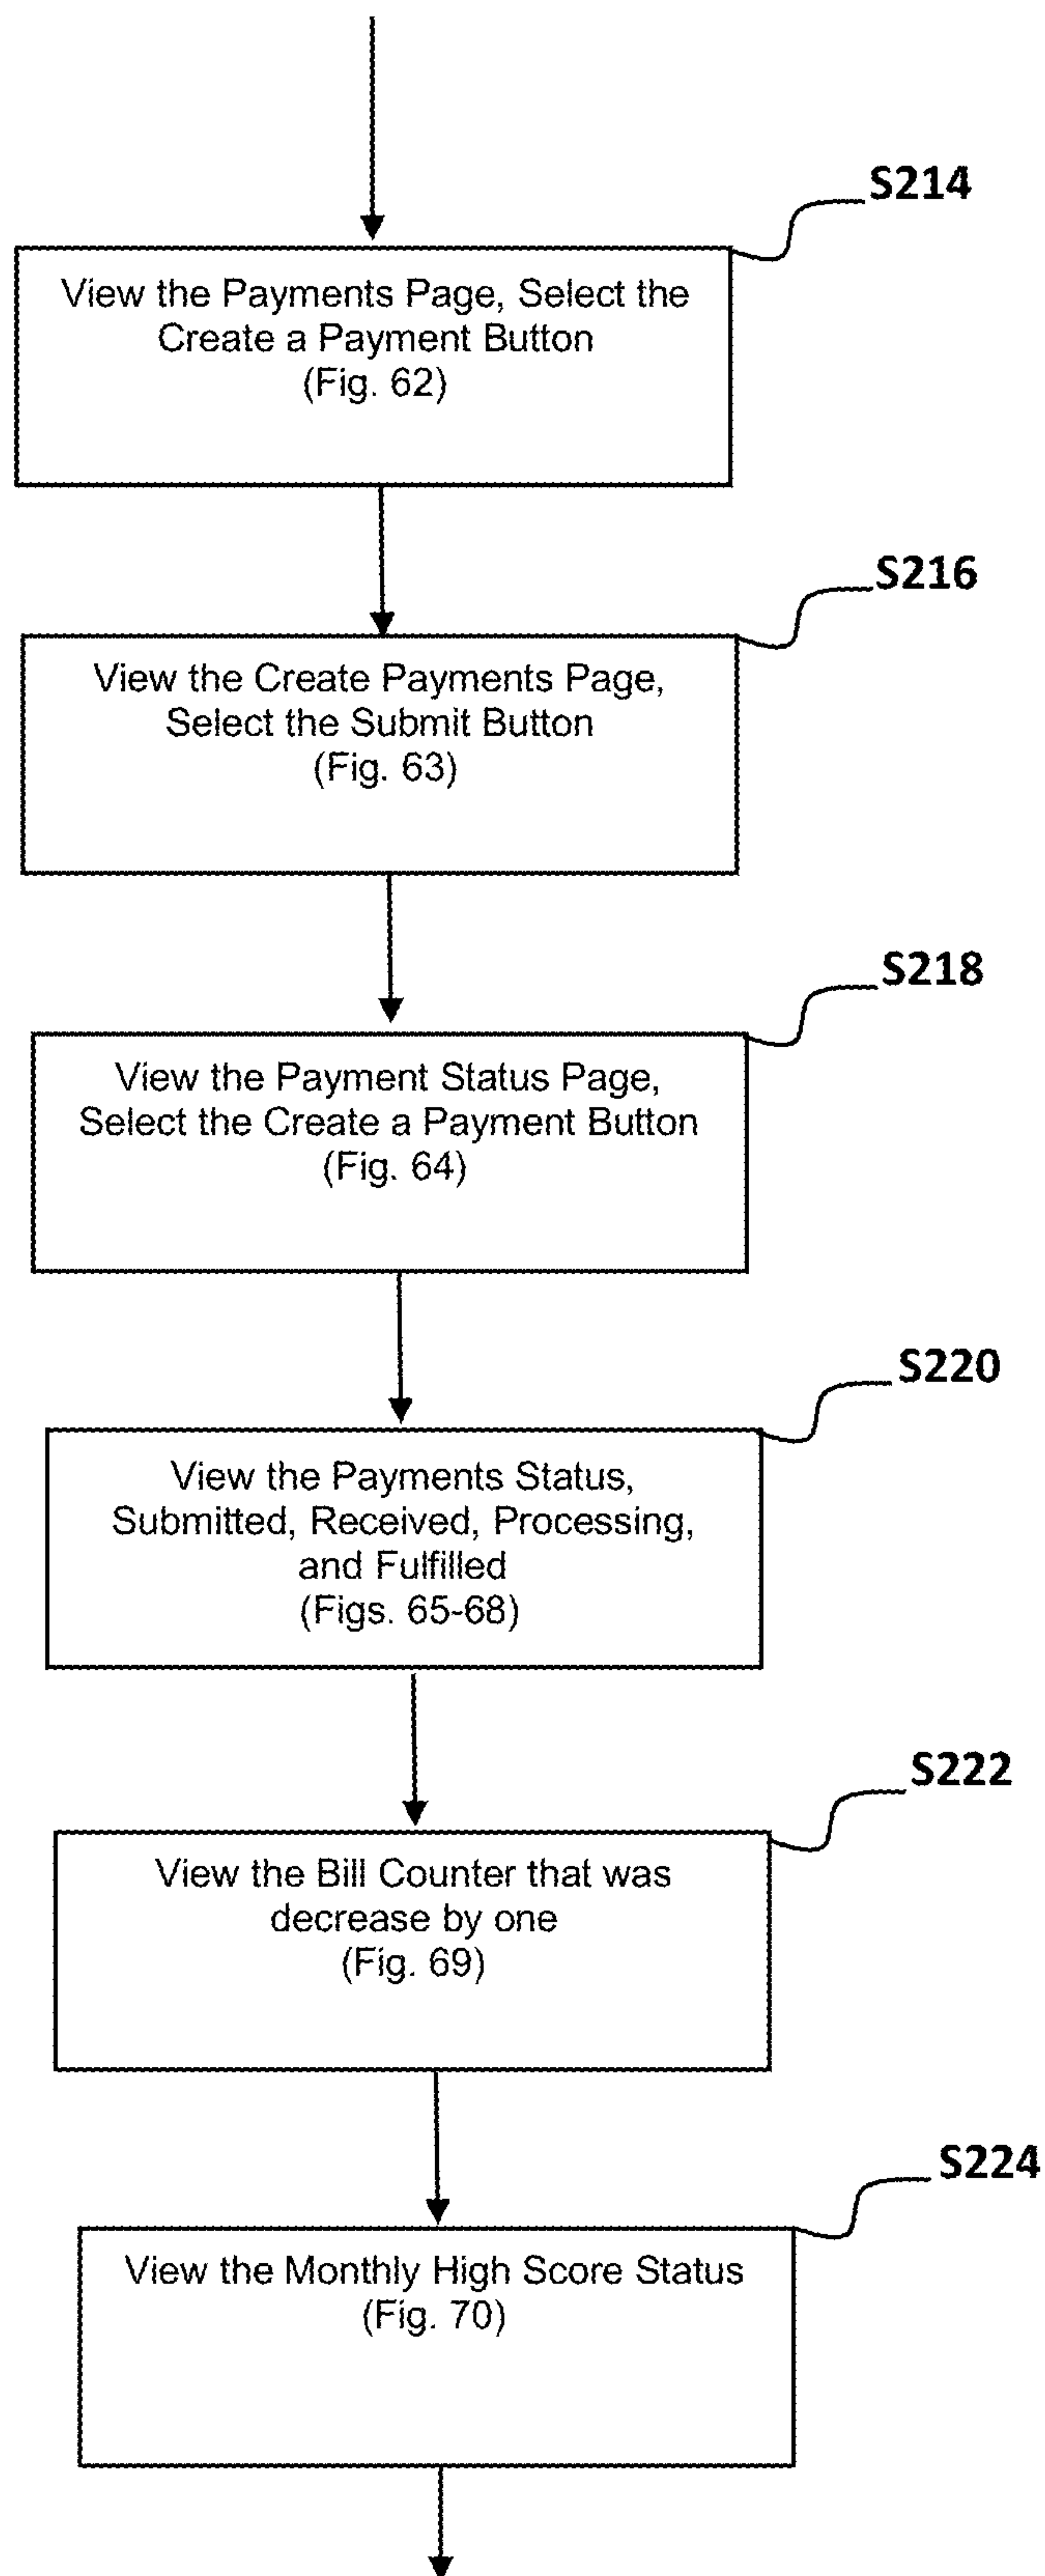 S214
View the Payments Page, Select the
Create a Payment Button
(Fig. 62)
S216
View the Create Payments Page,
Select the Submit Button
(Fig. 63)
S218
View the Payment Status Page,
Select the Create a Payment Button
(Fig. 64)
S220
View the Payments Status,
Submitted, Received, Processing,
and Fulfilled
(Figs. 65-68)
S222
View the Bill Counter that was
decrease by one
(Fig. 69)
S224
View the Monthly High Score Status
(Fig. 70)